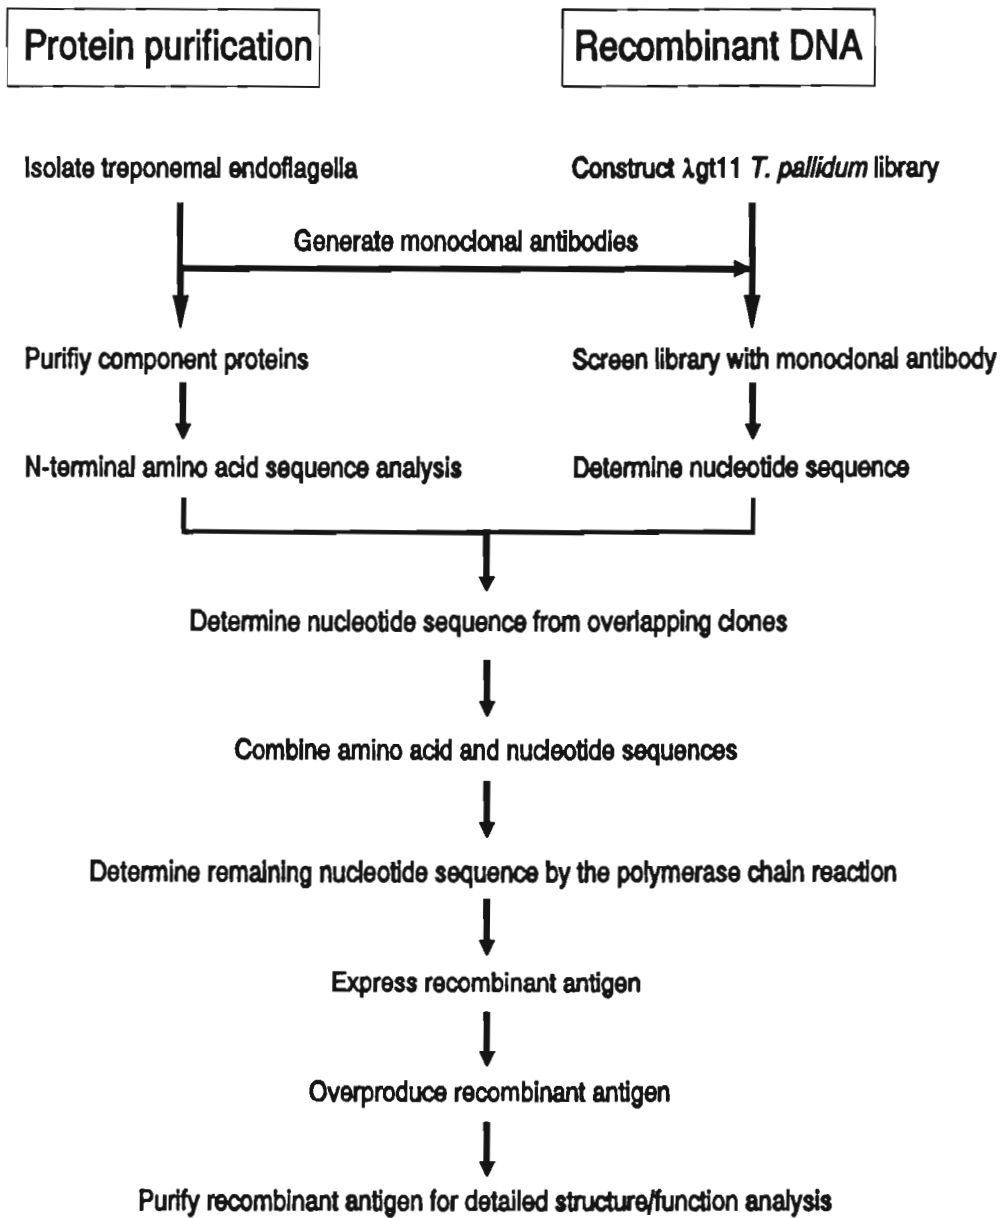 Protein purification
Recombinant DNA
Isolate treponemal endoflagella
Construct λgt11 T. pallidum library
Generate monoclonal antibodies
Purifiy component proteins
Screen library with monoclonal antibody
N-terminal amino acid sequence analysis
Determine nucleotide sequence
Determine nucleotide sequence from overlapping clones
Combine amino acid and nucleotide sequences
Determine remaining nucleotide sequence by the polymerase chain reaction
Express recombinant antigen
Overproduce recombinant antigen
Purify recombinant antigen for detailed structure/function analysis